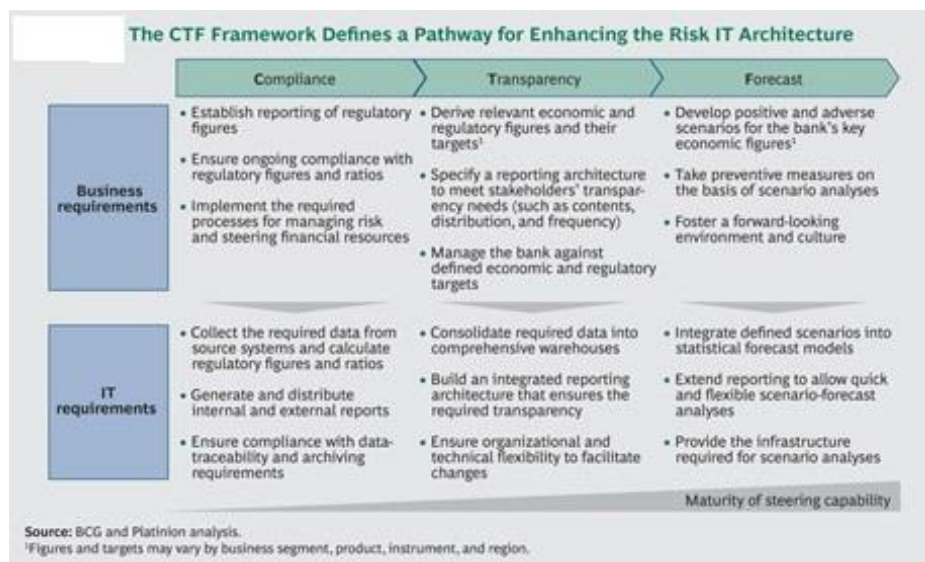 The CTF Framework Defines a Pathway for Enhancing the Risk IT Architecture
Compliance
Transparency
Forecast
Business
requirements
• Establish reporting of regulatory
figures
• Ensure ongoing compliance with
regulatory figures and ratios
• Implement the required
processes for managing risk
and steering financial resources
• Derive relevant economic and
regulatory figures and their
targets¹
• Specify a reporting architecture
to meet stakeholders' transpar-
ency needs (such as contents,
distribution, and frequency)
• Manage the bank against
defined economic and regulatory
targets
• Develop positive and adverse
scenarios for the bank's key
economic figures¹
• Take preventive measures on
the basis of scenario analyses
• Foster a forward-looking
environment and culture
IT
requirements
• Collect the required data from
source systems and calculate
regulatory figures and ratios
• Generate and distribute
internal and external reports
• Ensure compliance with data-
traceability and archiving
requirements
• Consolidate required data into
comprehensive warehouses
• Build an integrated reporting
architecture that ensures the
required transparency
• Ensure organizational and
technical flexibility to facilitate
changes
• Integrate defined scenarios into
statistical forecast models
• Extend reporting to allow quick
and flexible scenario-forecast
analyses
• Provide the infrastructure
required for scenario analyses
Maturity of steering capability
Source: BCG and Platinion analysis.
¹Figures and targets may vary by business segment, product, instrument, and region.